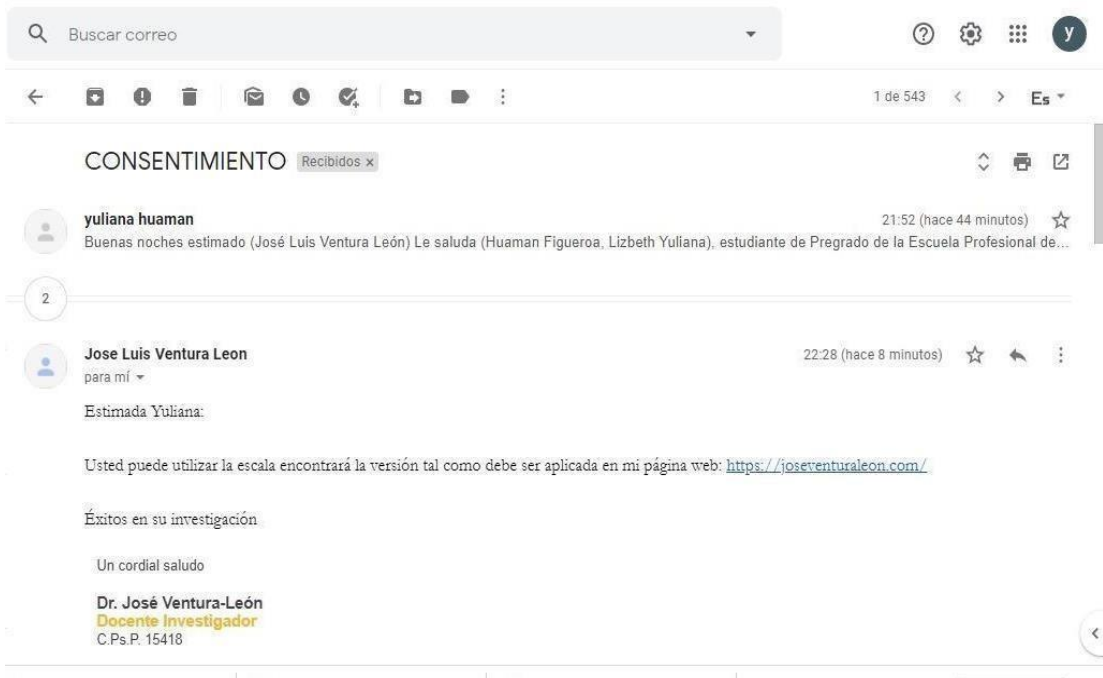 Buscar correo
y
1 de 543
Es
CONSENTIMIENTO Recibidos x
yuliana huaman 21:52 (hace 44 minutos)
Buenas noches estimado (José Luis Ventura León) Le saluda (Huaman Figueroa, Lizbeth Yuliana), estudiante de Pregrado de la Escuela Profesional de...
2
Jose Luis Ventura Leon 22:28 (hace 8 minutos)
para mí
Estimada Yuliana:
Usted puede utilizar la escala encontrará la versión tal como debe ser aplicada en mi página web: https://joseventuraleon.com/
Éxitos en su investigación
Un cordial saludo
Dr. José Ventura-León
Docente Investigador
C.Ps.P. 15418